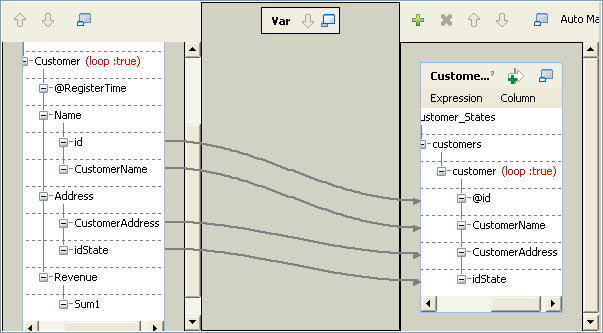 Var
Auto Ma
Customer (loop :true)
@RegisterTime
Name
id
CustomerName
Address
CustomerAddress
idState
Revenue
Sum1
Custome...
Expression Column
ustomer_States
customers
customer (loop :true)
@id
CustomerName
CustomerAddress
idState